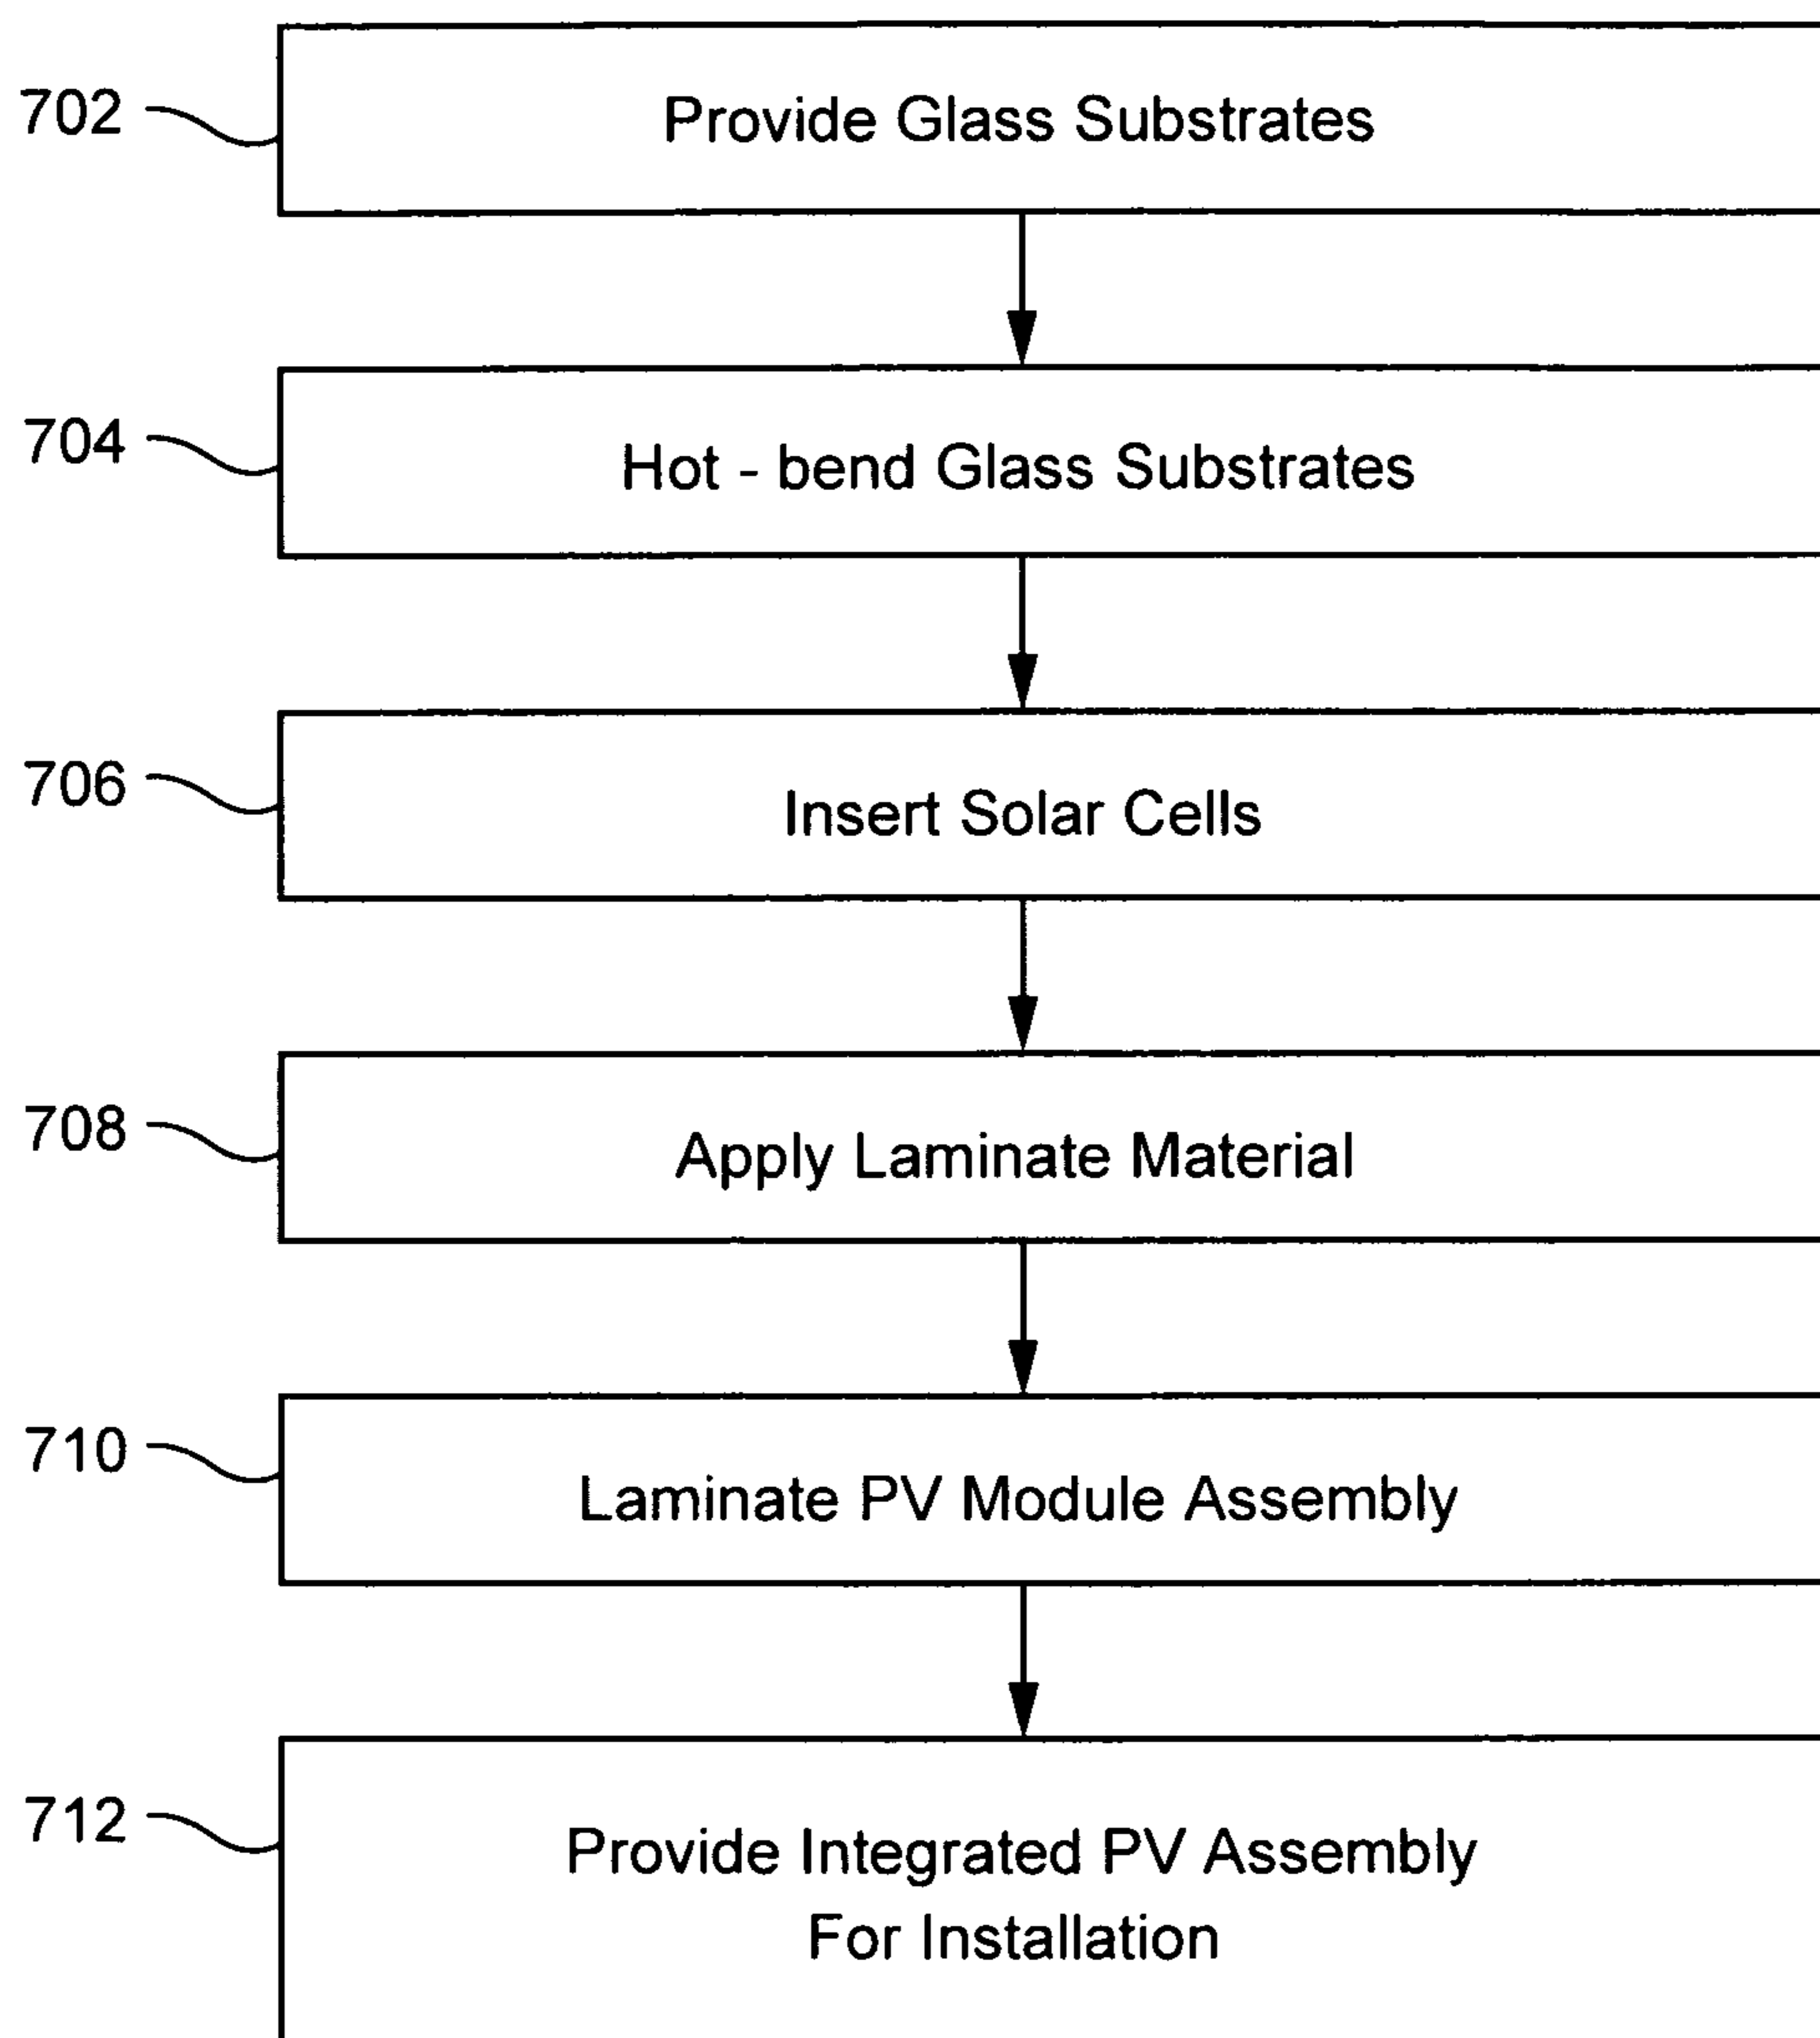 702
Provide Glass Substrates
704
Hot - bend Glass Substrates
706
Insert Solar Cells
708
Apply Laminate Material
710
Laminate PV Module Assembly
712
Provide Integrated PV Assembly
For Installation